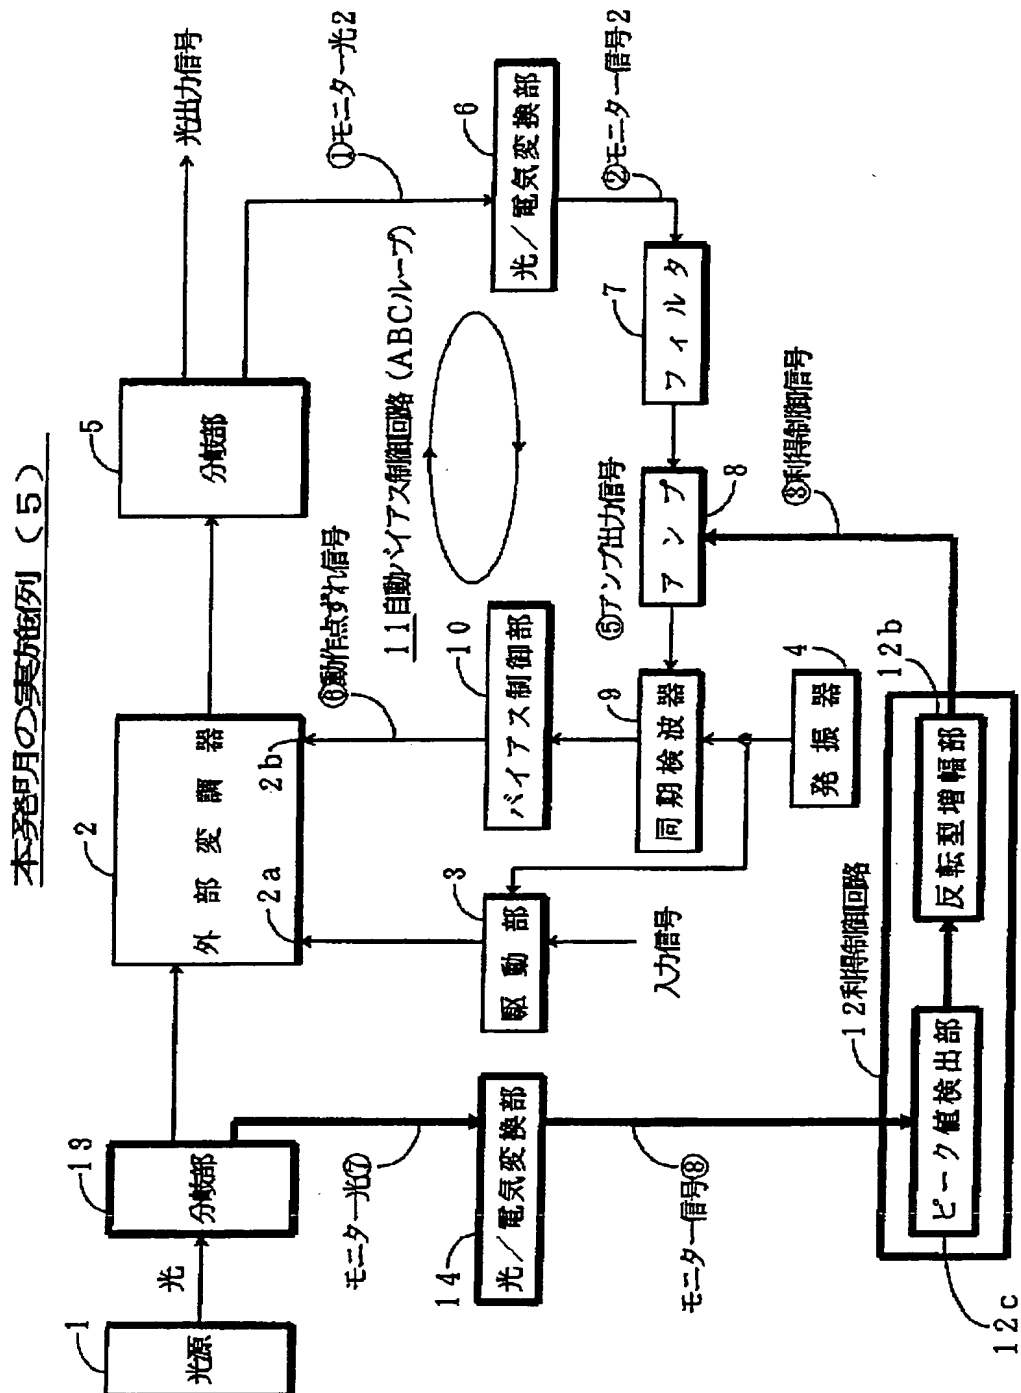 本発明の実施例(5)
1
光源
光
13
分岐部
2
外部変調器
2a
2b
5
分岐部
光出力信号
モニター光⑦
14
光/電気変換部
モニター信号⑧
3
駆動部
入力信号
⑥動作点ずれ信号
10
バイアス制御部
11自動バイアス制御回路(ABCループ)
①モニター光2
6
光/電気変換部
②モニター信号2
9
同期検波器
⑤アンプ出力信号
アンプ
8
7
フィルタ
4
発振器
③利得制御信号
12利得制御回路
12c
ピーク値検出部
12b
反転型増幅部